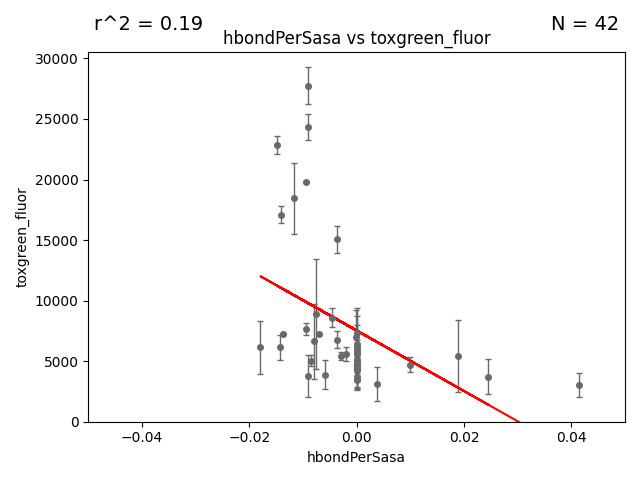 r^2 = 0.19
N = 42
hbondPerSasa vs toxgreen_fluor
toxgreen_fluor
30000
25000
20000
15000
10000
5000
0
−0.04
−0.02
0.00
0.02
0.04
hbondPerSasa